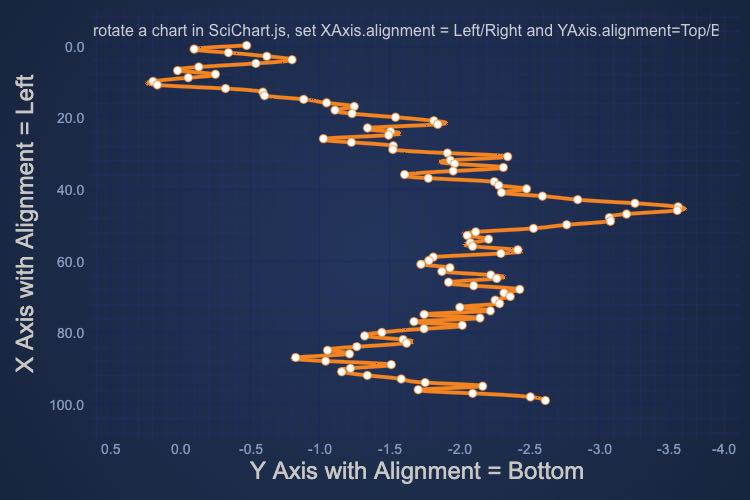 rotate a chart in SciChart.js, set XAxis.alignment = Left/Right and YAxis.alignment=Top/B
X Axis with Alignment = Left
0.0
20.0
40.0
60.0
80.0
100.0
0.5 0.0 -0.5 -1.0 -1.5 -2.0 -2.5 -3.0 -3.5 -4.0
Y Axis with Alignment = Bottom